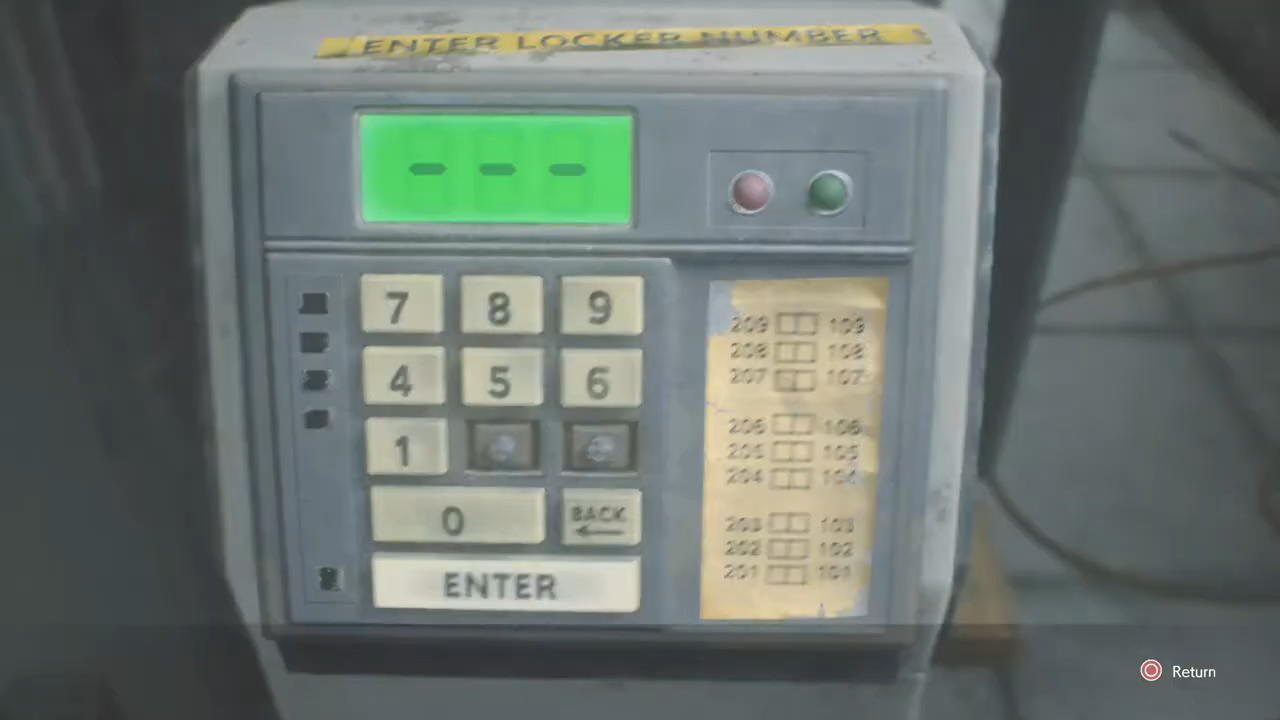 ENTER LOCKER NUMBER
- - -
7 8 9
4 5 6
1
0 BACK
ENTER
209 109
208 108
207 107
206 106
205 105
204 104
203 103
202 102
201 101
Return